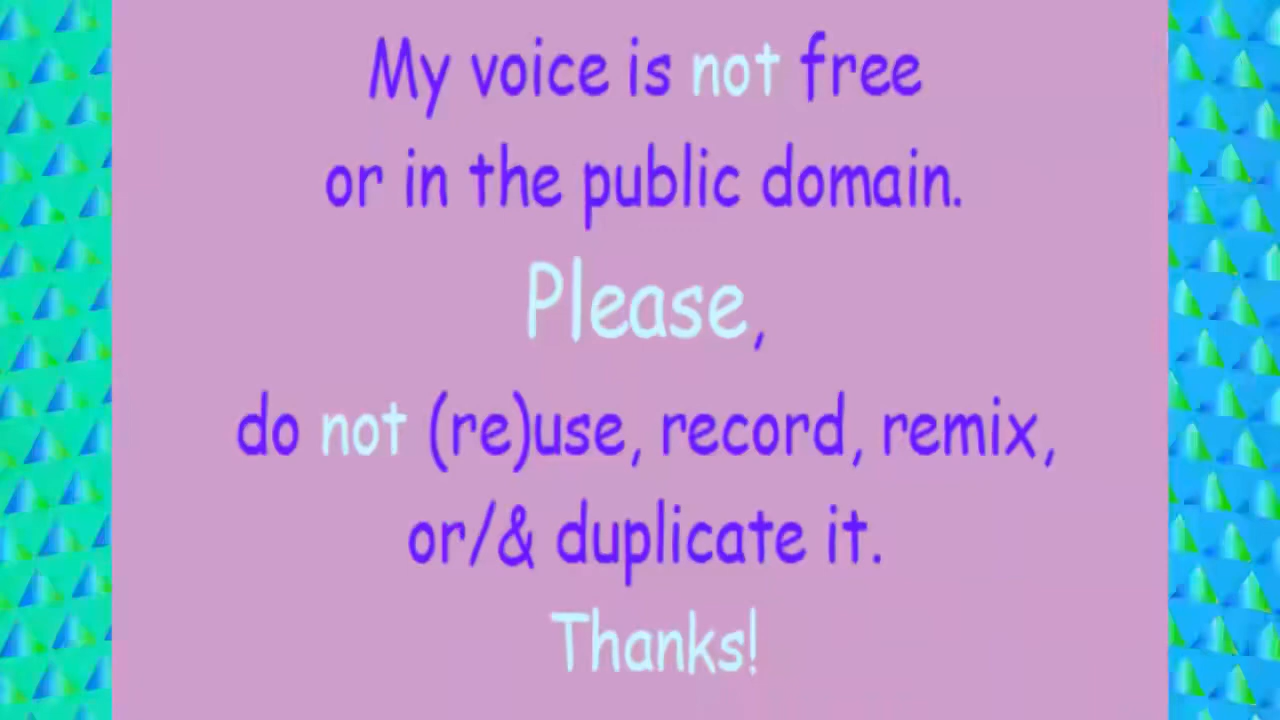 My voice is not free
or in the public domain.
Please,
do not (re)use, record, remix,
or/& duplicate it.
Thanks!